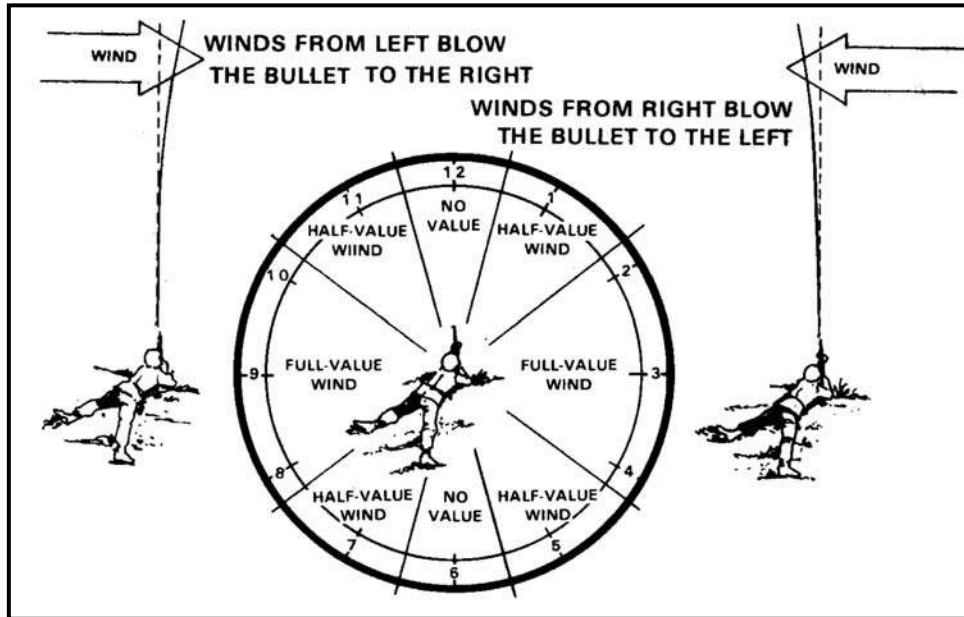 WIND
WINDS FROM LEFT BLOW
THE BULLET TO THE RIGHT
WIND
WINDS FROM RIGHT BLOW
THE BULLET TO THE LEFT
12
11
1
NO
VALUE
HALF-VALUE
WIIND
HALF-VALUE
WIND
10
2
9
FULL-VALUE
WIND
FULL-VALUE
WIND
3
8
4
HALF-VALUE
WIND
NO
VALUE
HALF-VALUE
WIND
7
5
6